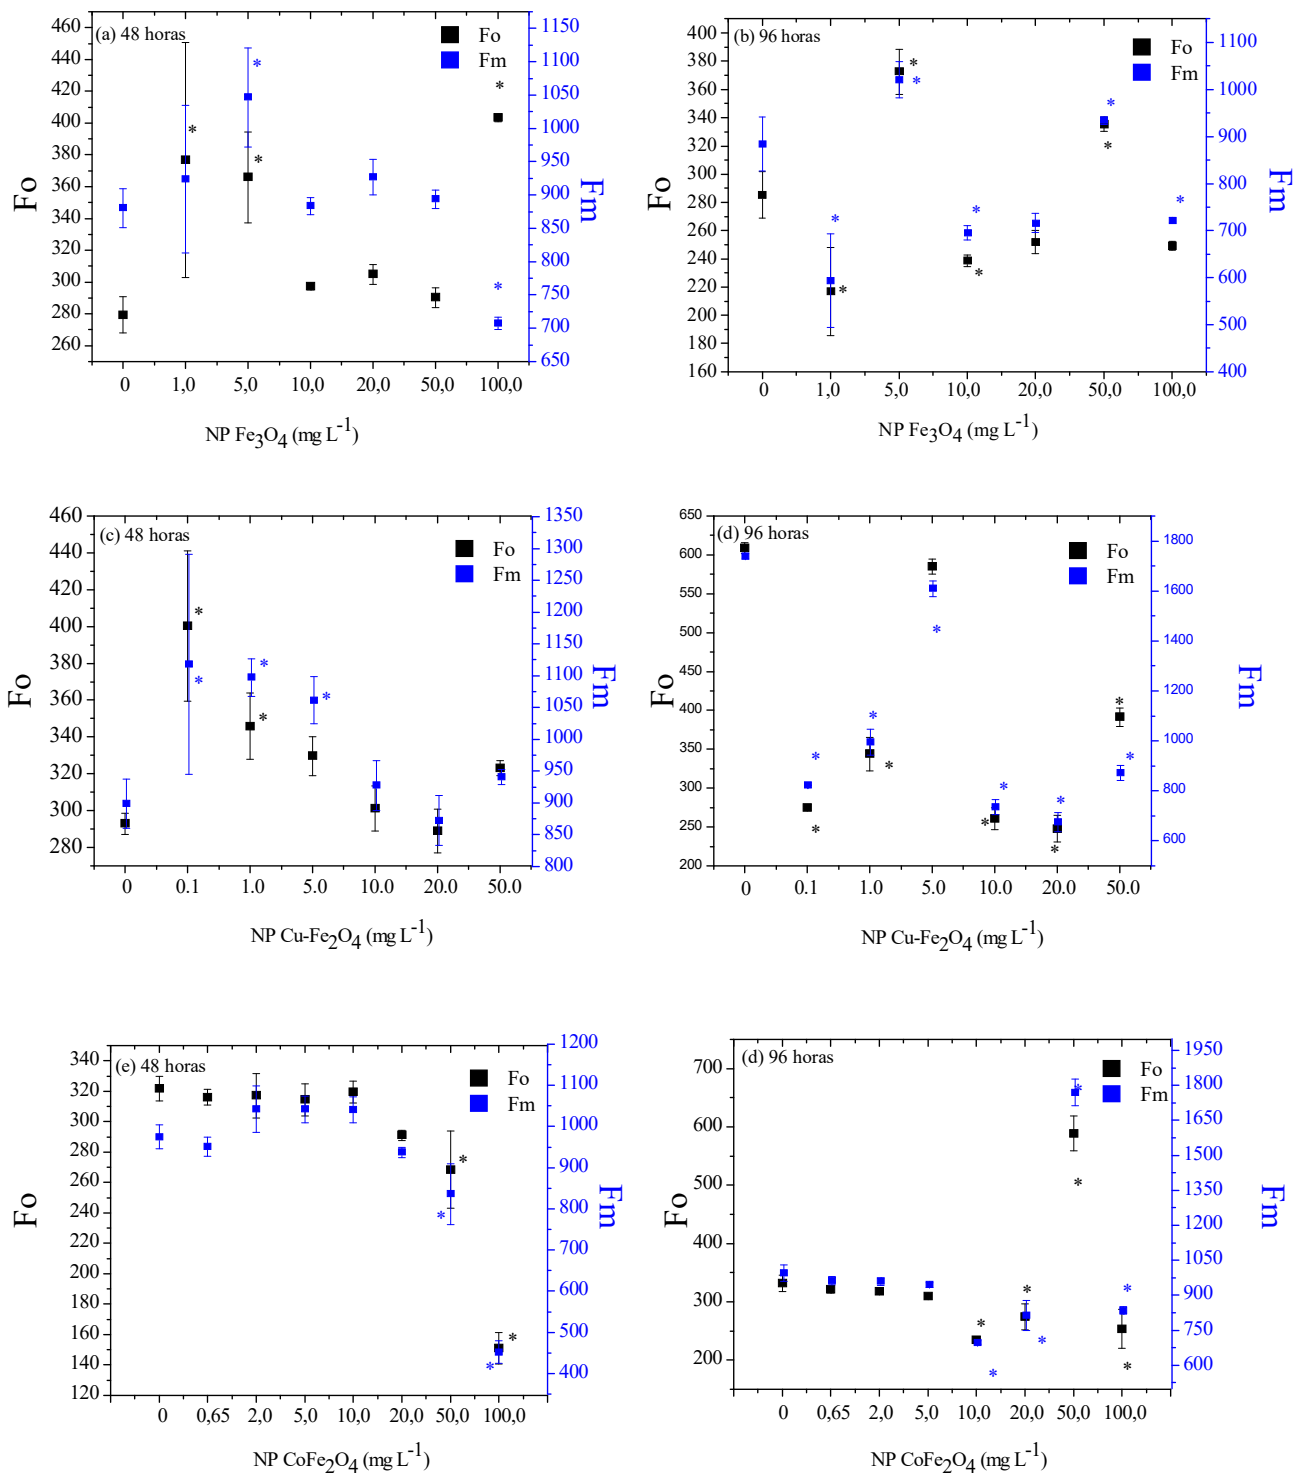 (a) 48 horas
Fo
Fm
460
440
420
400
380
360
340
320
300
280
260
Fo
1150
1100
1050
1000
950
900
850
800
750
700
650
Fm
* * * * * *
0 1,0 5,0 10,0 20,0 50,0 100,0
NP Fe3O4 (mg L-1)
(b) 96 horas
Fo
Fm
400
380
360
340
320
300
280
260
240
220
200
180
160
Fo
1100
1000
900
800
700
600
500
400
Fm
* * * * * * * * *
0 1,0 5,0 10,0 20,0 50,0 100,0
NP Fe3O4 (mg L-1)
(c) 48 horas
Fo
Fm
460
440
420
400
380
360
340
320
300
280
Fo
1350
1300
1250
1200
1150
1100
1050
1000
950
900
850
800
Fm
* * * * *
0 0.1 1.0 5.0 10.0 20.0 50.0
NP Cu-Fe2O4 (mg L-1)
(d) 96 horas
Fo
Fm
650
600
550
500
450
400
350
300
250
200
Fo
1800
1600
1400
1200
1000
800
600
Fm
* * * * * * * * * * *
0 0.1 1.0 5.0 10.0 20.0 50.0
NP Cu-Fe2O4 (mg L-1)
(e) 48 horas
Fo
Fm
340
320
300
280
260
240
220
200
180
160
140
120
Fo
1200
1100
1000
900
800
700
600
500
400
Fm
* * * *
0 0,65 2,0 5,0 10,0 20,0 50,0 100,0
NP CoFe2O4 (mg L-1)
(d) 96 horas
Fo
Fm
700
600
500
400
300
200
Fo
1950
1800
1650
1500
1350
1200
1050
900
750
600
Fm
* * * * * * * *
0 0,65 2,0 5,0 10,0 20,0 50,0 100,0
NP CoFe2O4 (mg L-1)